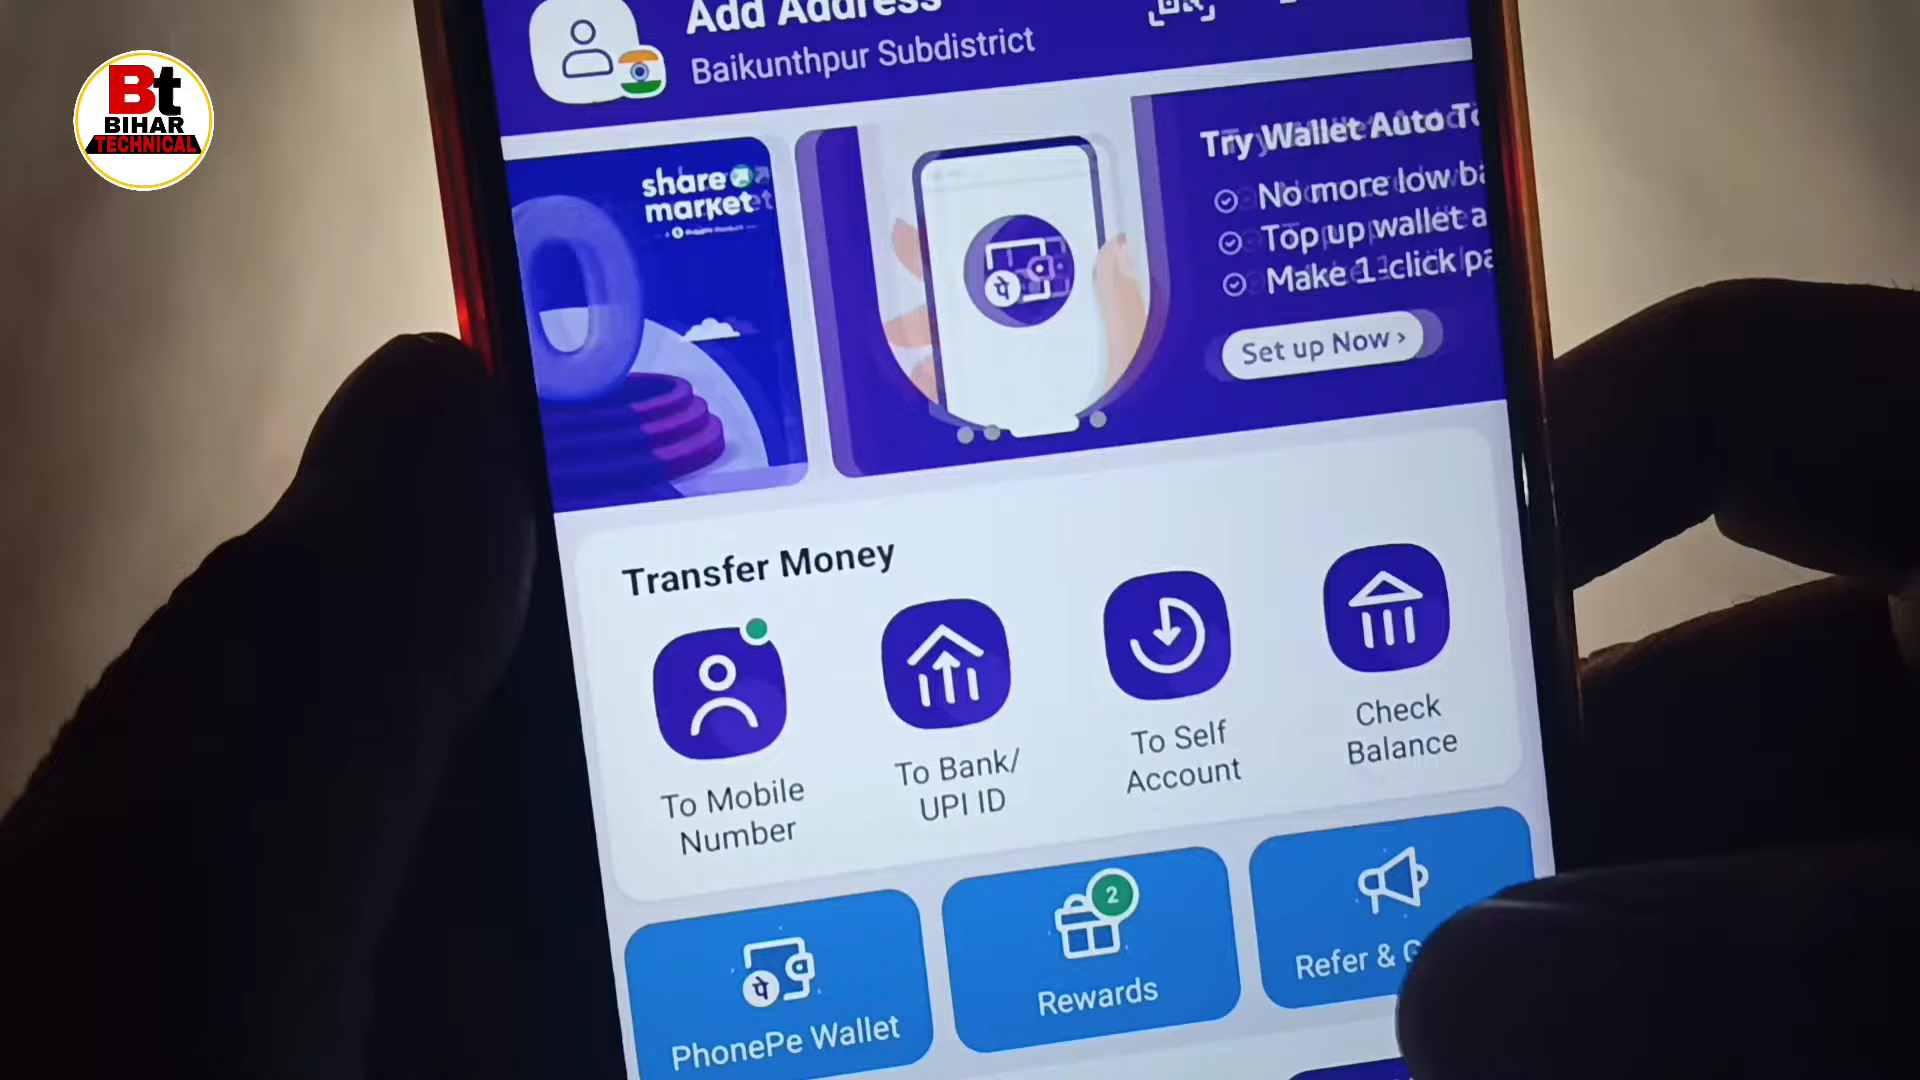 Bt
BIHAR
TECHNICAL
Add Address
Baikunthpur Subdistrict
share
market
Try Wallet Auto
No more low
Top up wallet
Make 1-click
Set up Now ›
Transfer Money
To Mobile
Number
To Bank/
UPI ID
To Self
Account
Check
Balance
पे
PhonePe Wallet
2
Rewards
Refer &